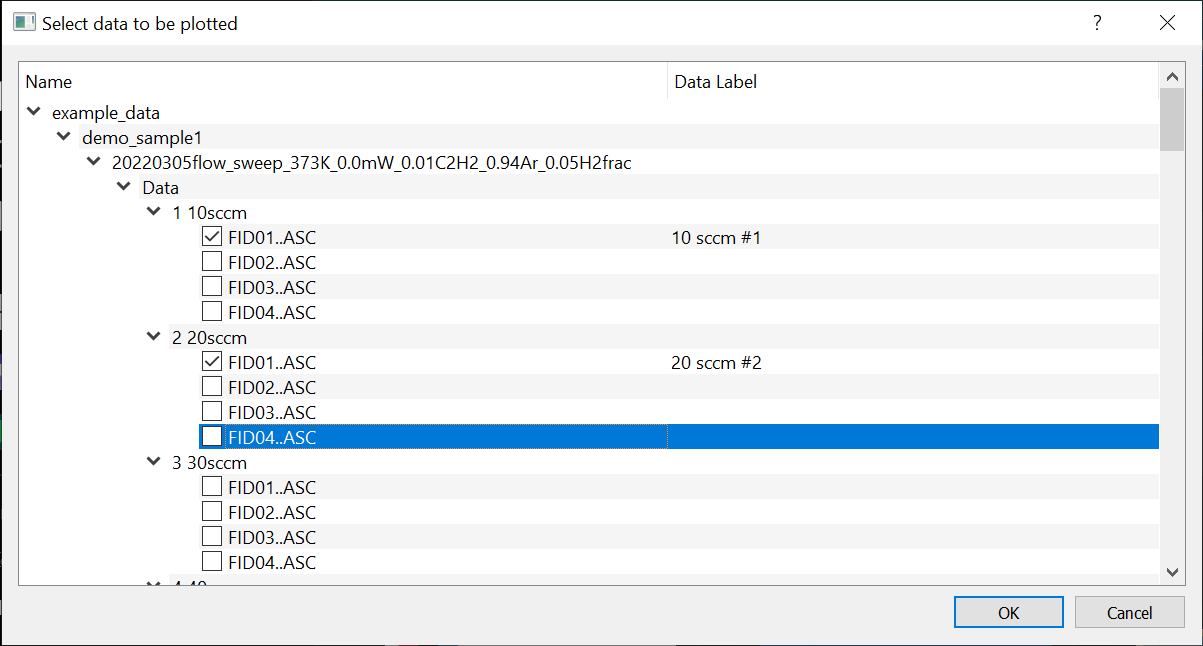 Select data to be plotted ?
Name Data Label
example_data
demo_sample1
20220305flow_sweep_373K_0.0mW_0.01C2H2_0.94Ar_0.05H2frac
Data
1 10sccm
FID01..ASC 10 sccm #1
FID02..ASC
FID03..ASC
FID04..ASC
2 20sccm
FID01..ASC 20 sccm #2
FID02..ASC
FID03..ASC
FID04..ASC
3 30sccm
FID01..ASC
FID02..ASC
FID03..ASC
FID04..ASC
OK Cancel